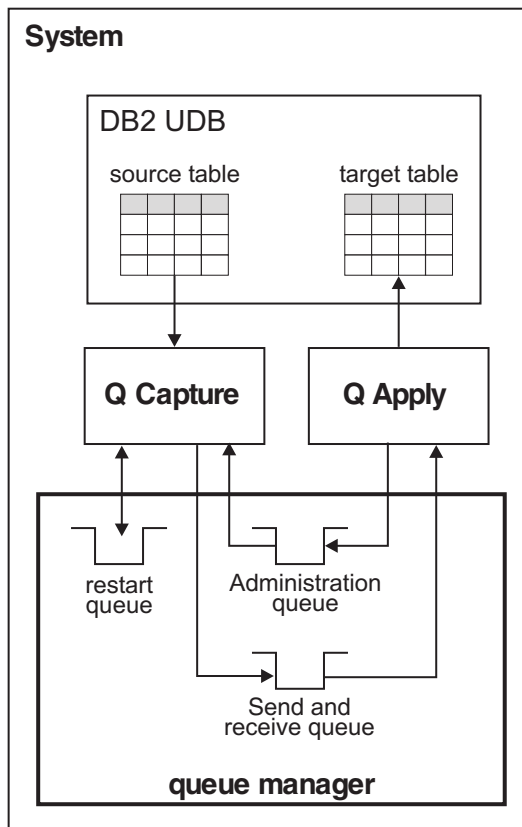 System
DB2 UDB
source table
target table
Q Capture
Q Apply
restart
queue
Administration
queue
Send and
receive queue
queue manager